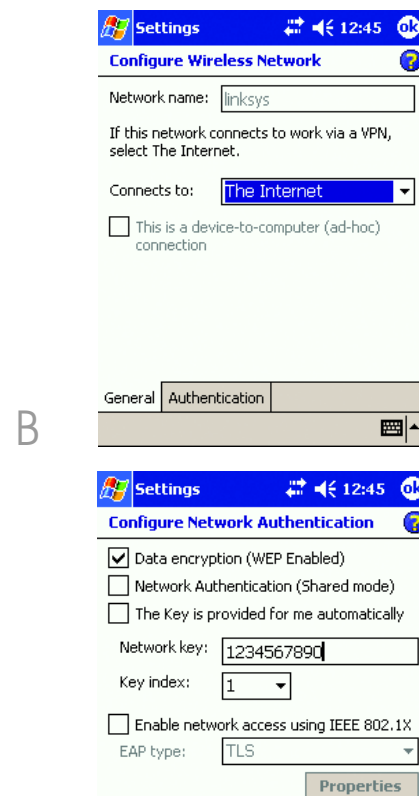 Settings 12:45 ok
Configure Wireless Network ?
Network name: linksys
If this network connects to work via a VPN,
select The Internet.
Connects to: The Internet
This is a device-to-computer (ad-hoc)
connection
General Authentication
B
Settings 12:45 ok
Configure Network Authentication ?
Data encryption (WEP Enabled)
Network Authentication (Shared mode)
The Key is provided for me automatically
Network key: 1234567890
Key index: 1
Enable network access using IEEE 802.1X
EAP type: TLS
Properties